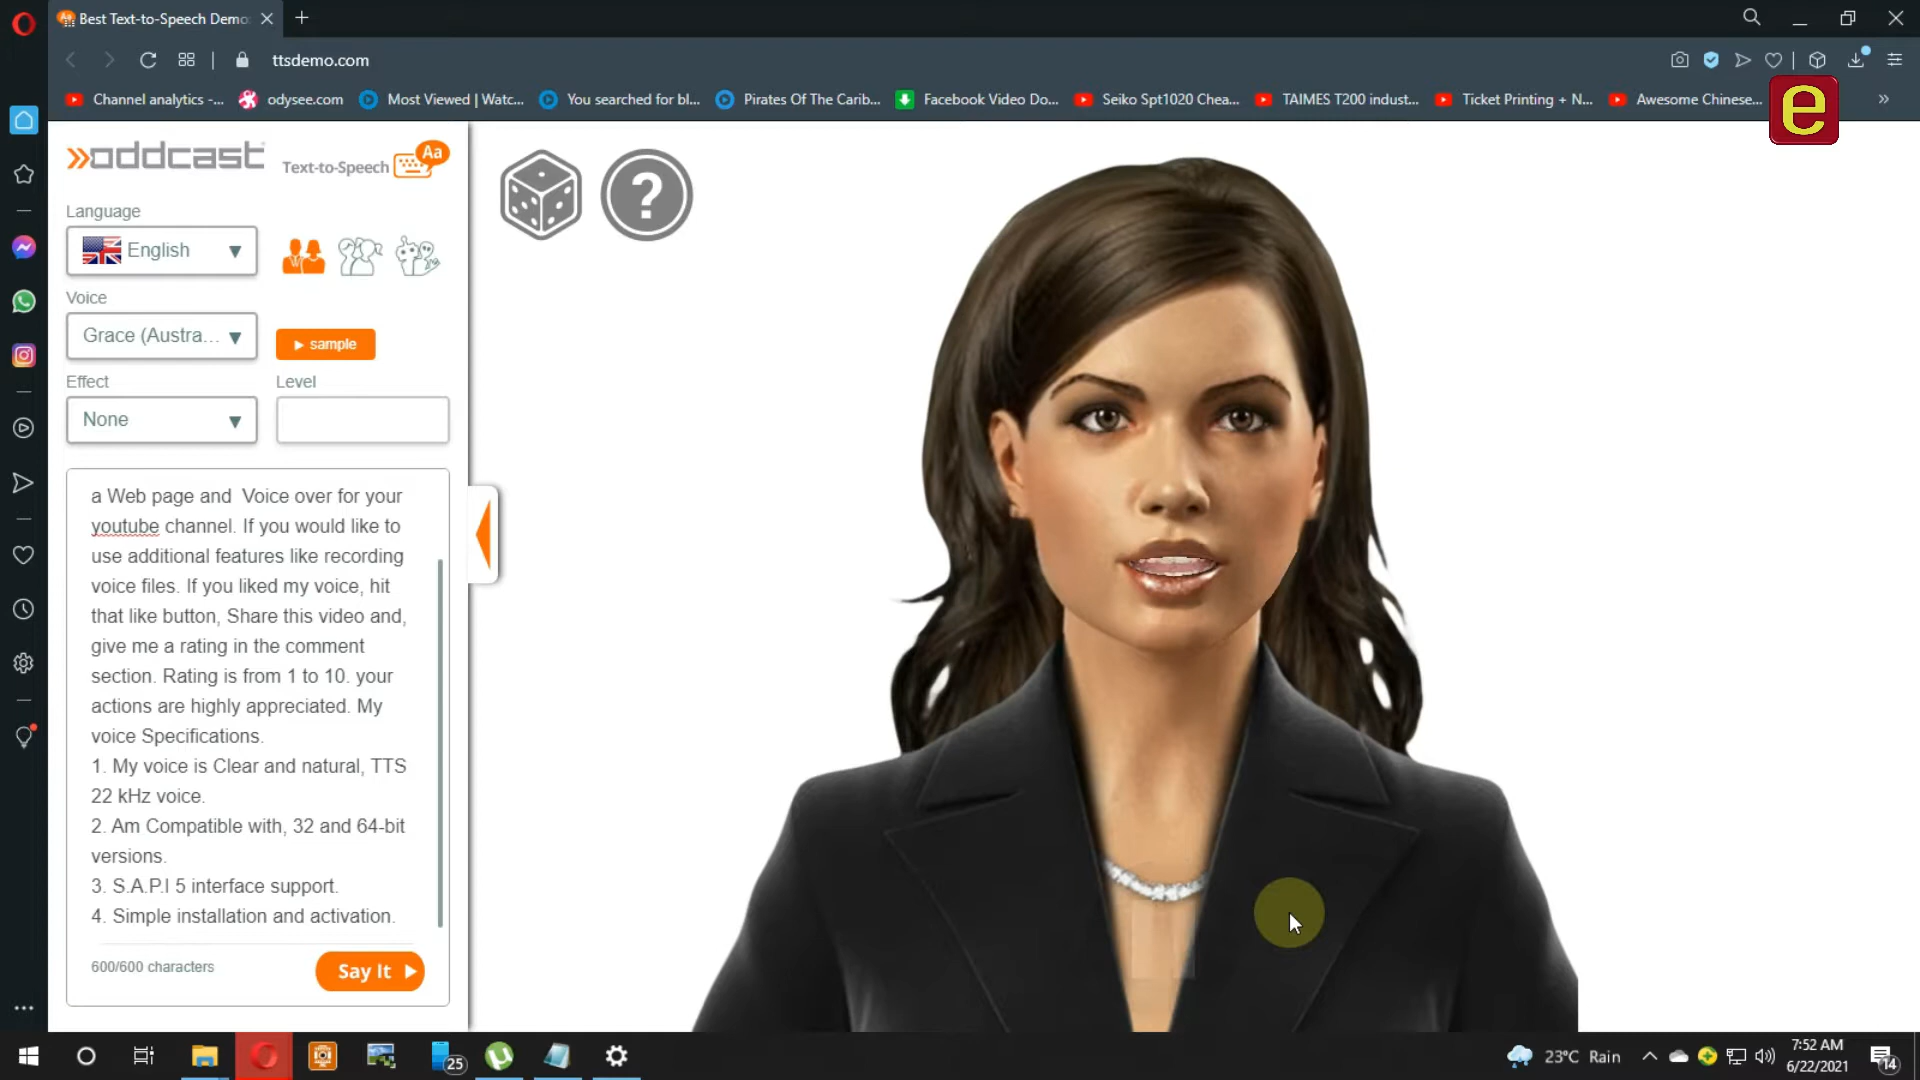 Best Text-to-Speech Demo
ttsdemo.com
Channel analytics -...
odysee.com
Most Viewed | Watc...
You searched for bl...
Pirates Of The Carib...
Facebook Video Do...
Seiko Spt1020 Chea...
TAIMES T200 indust...
Ticket Printing + N...
Awesome Chinese...
e
oddcast
Text-to-Speech
Aa
Language
English
Voice
Grace (Austra...
sample
Effect
Level
None
a Web page and  Voice over for your
youtube channel. If you would like to
use additional features like recording
voice files. If you liked my voice, hit
that like button, Share this video and,
give me a rating in the comment
section. Rating is from 1 to 10. your
actions are highly appreciated. My
voice Specifications.
1. My voice is Clear and natural, TTS
22 kHz voice.
2. Am Compatible with, 32 and 64-bit
versions.
3. S.A.P.I 5 interface support.
4. Simple installation and activation.
600/600 characters
Say It
?
25
23°C Rain
7:52 AM
6/22/2021
14